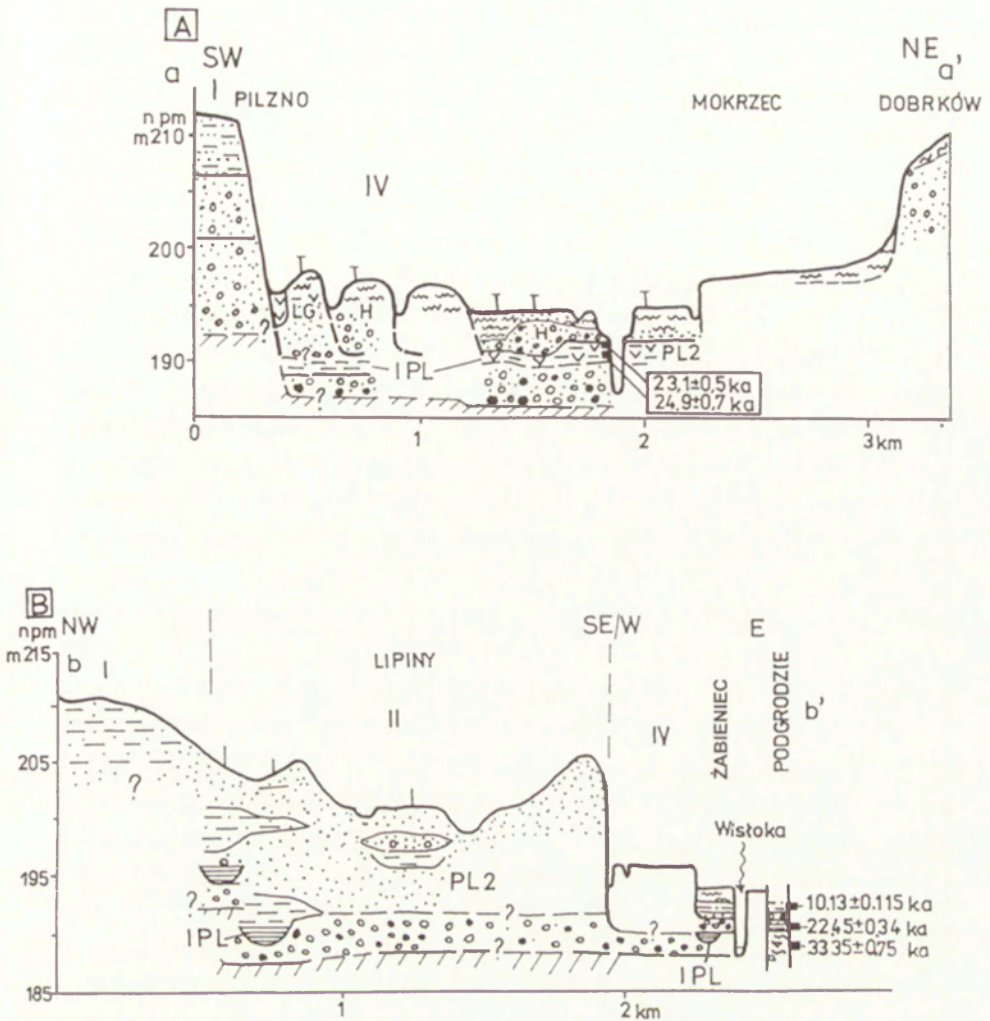 A
SW
NE
a
I
a'
PILZNO
MOKRZEC
DOBRKÓW
n pm
m 210
IV
200
190
LG
H
H
?
?
?
IPL
PL2
23,1±0,5 ka
24,9±0,7 ka
0
1
2
3 km
B
npm
NW
SE/W
E
m 215
b
I
LIPINY
II
IV
ŻABIENIEC
PODGRODZIE
b'
205
?
Wisłoka
195
PL2
10,13±0.115 ka
?
?
?
22,45±0,34 ka
IPL
?
33,35±0,75 ka
?
IPL
185
1
2 km